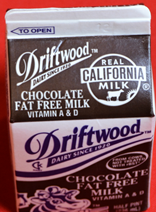 TO OPEN
Driftwood
DAIRY SINCE 1920
REAL
CALIFORNIA
MILK
CHOCOLATE
FAT FREE MILK
VITAMIN A & D
Driftwood
DAIRY SINCE 1920
CHOCOLATE
FAT FREE
MILK
VITAMIN A & D